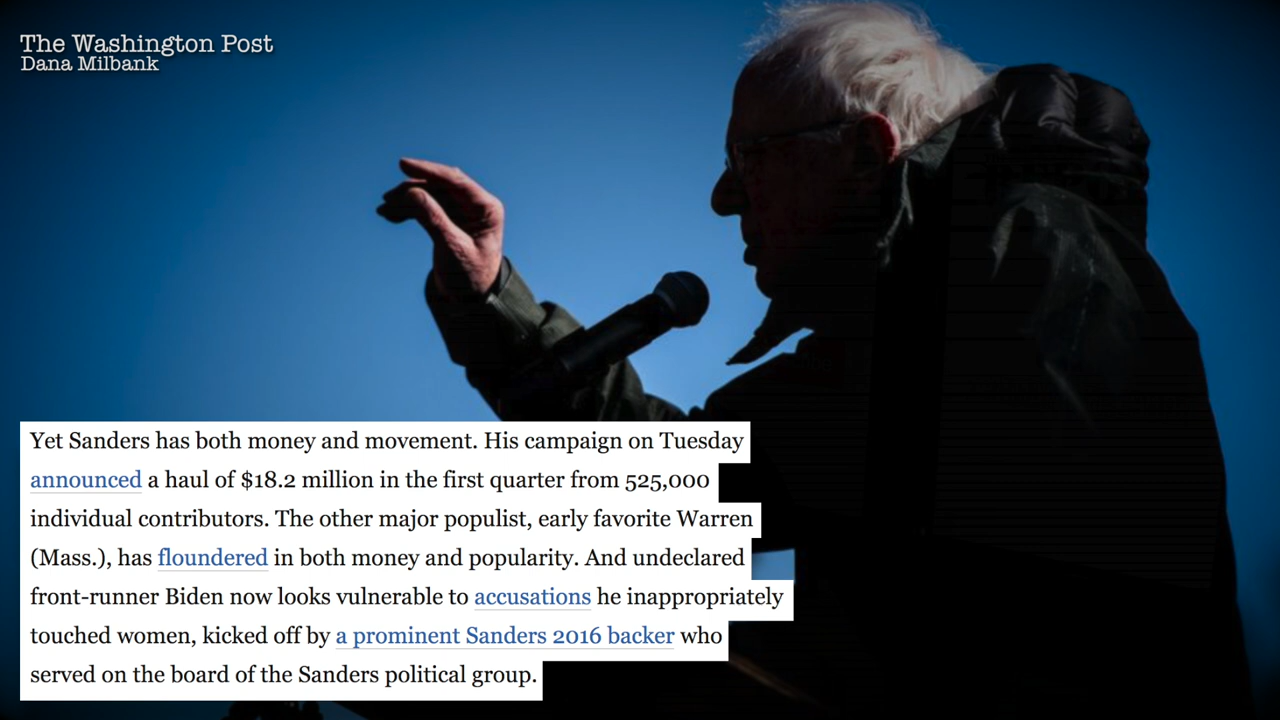 The Washington Post
Dana Milbank
Yet Sanders has both money and movement. His campaign on Tuesday
announced a haul of $18.2 million in the first quarter from 525,000
individual contributors. The other major populist, early favorite Warren
(Mass.), has floundered in both money and popularity. And undeclared
front-runner Biden now looks vulnerable to accusations he inappropriately
touched women, kicked off by a prominent Sanders 2016 backer who
served on the board of the Sanders political group.